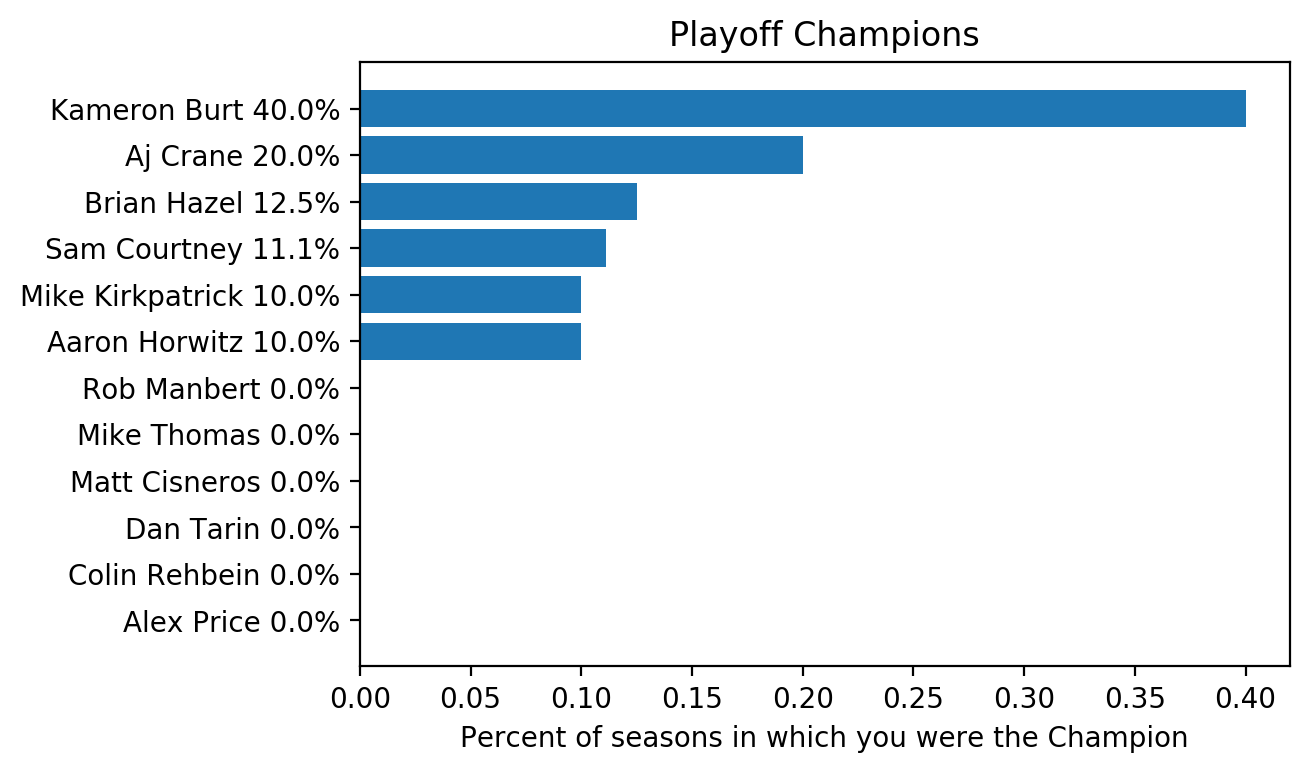 Playoff Champions
Kameron Burt 40.0%
Aj Crane 20.0%
Brian Hazel 12.5%
Sam Courtney 11.1%
Mike Kirkpatrick 10.0%
Aaron Horwitz 10.0%
Rob Manbert 0.0%
Mike Thomas 0.0%
Matt Cisneros 0.0%
Dan Tarin 0.0%
Colin Rehbein 0.0%
Alex Price 0.0%
0.00 0.05 0.10 0.15 0.20 0.25 0.30 0.35 0.40
Percent of seasons in which you were the Champion